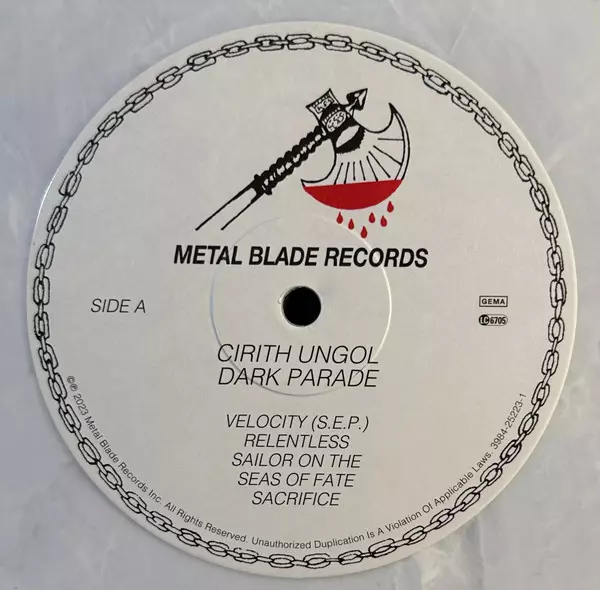 METAL BLADE RECORDS
SIDE A
GEMA
LC 6705
CIRITH UNGOL
DARK PARADE
VELOCITY (S.E.P.)
RELENTLESS
SAILOR ON THE
SEAS OF FATE
SACRIFICE
©℗ 2023 Metal Blade Records Inc. All Rights Reserved. Unauthorized Duplication Is A Violation Of Applicable Laws. 3984-25223-1